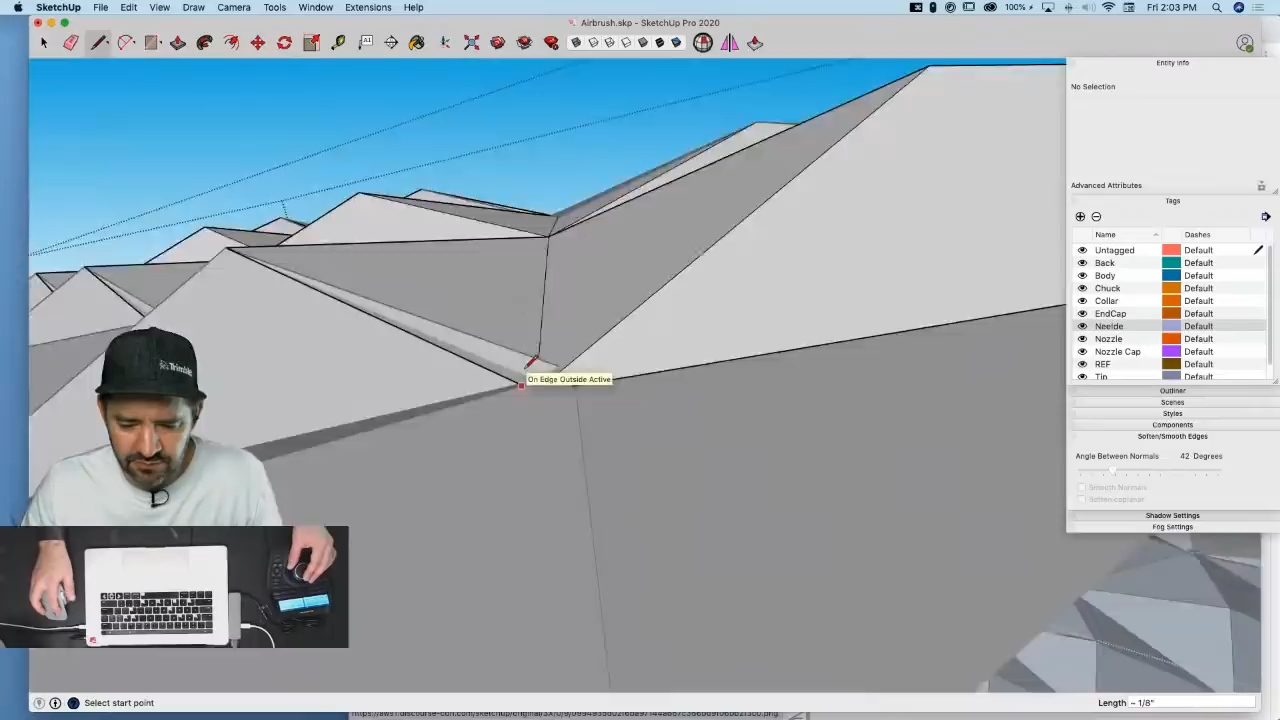 SketchUp File Edit View Draw Camera Tools Window Extensions Help 100% Fri 2:03 PM
Airbrush.skp - SketchUp Pro 2020
Entity Info
No Selection
Advanced Attributes
Tags
Name Dashes
Untagged Default
Back Default
Body Default
Chuck Default
Collar Default
EndCap Default
Neelde Default
Nozzle Default
Nozzle Cap Default
REF Default
Tip Default
Outliner
Scenes
Styles
Components
Soften/Smooth Edges
Angle Between Normals 42 Degrees
Smooth Normals
Soften coplanar
Shadow Settings
Fog Settings
On Edge Outside Active
Trimble
Select start point
Length ~ 1/8"